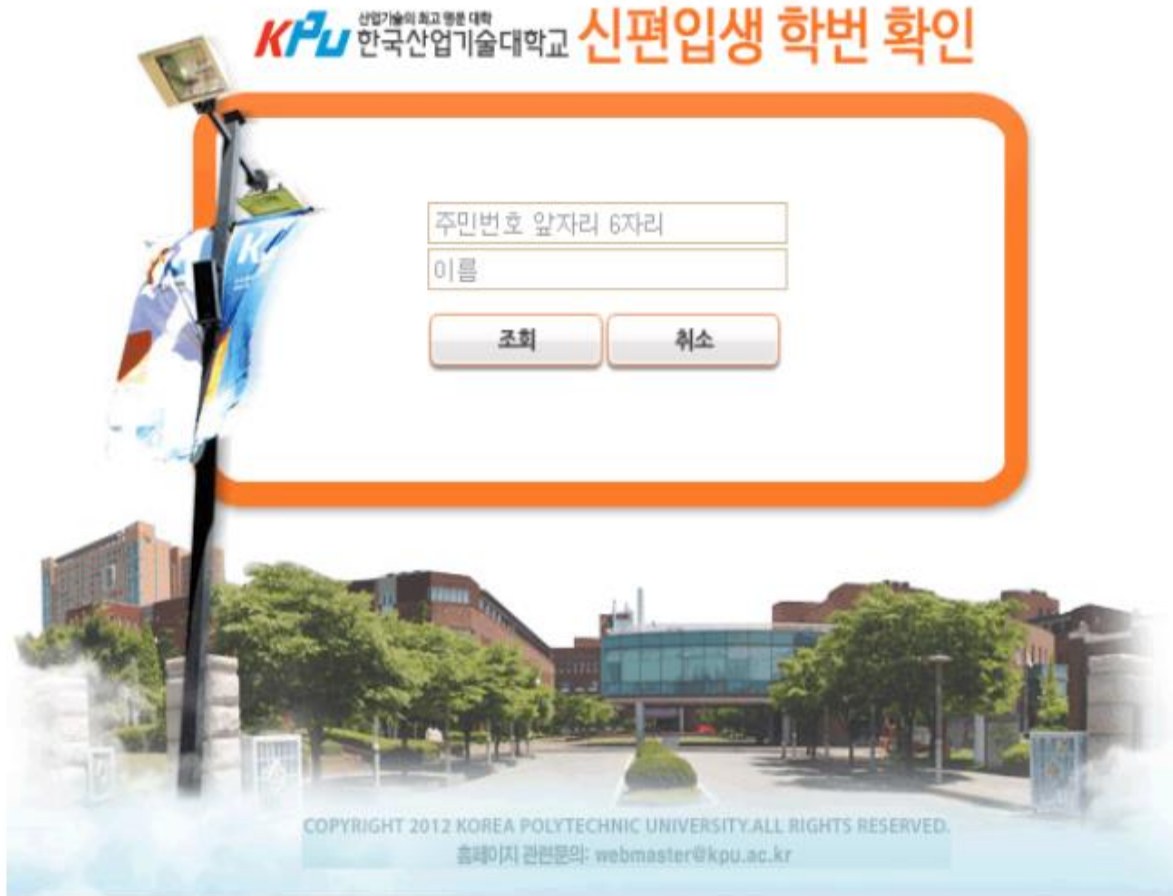 KPU 산업기술의 최고 명문 대학
한국산업기술대학교 신편입생 학번 확인
주민번호 앞자리 6자리
이름
조회 취소
COPYRIGHT 2012 KOREA POLYTECHNIC UNIVERSITY.ALL RIGHTS RESERVED.
홈페이지 관련문의: webmaster@kpu.ac.kr